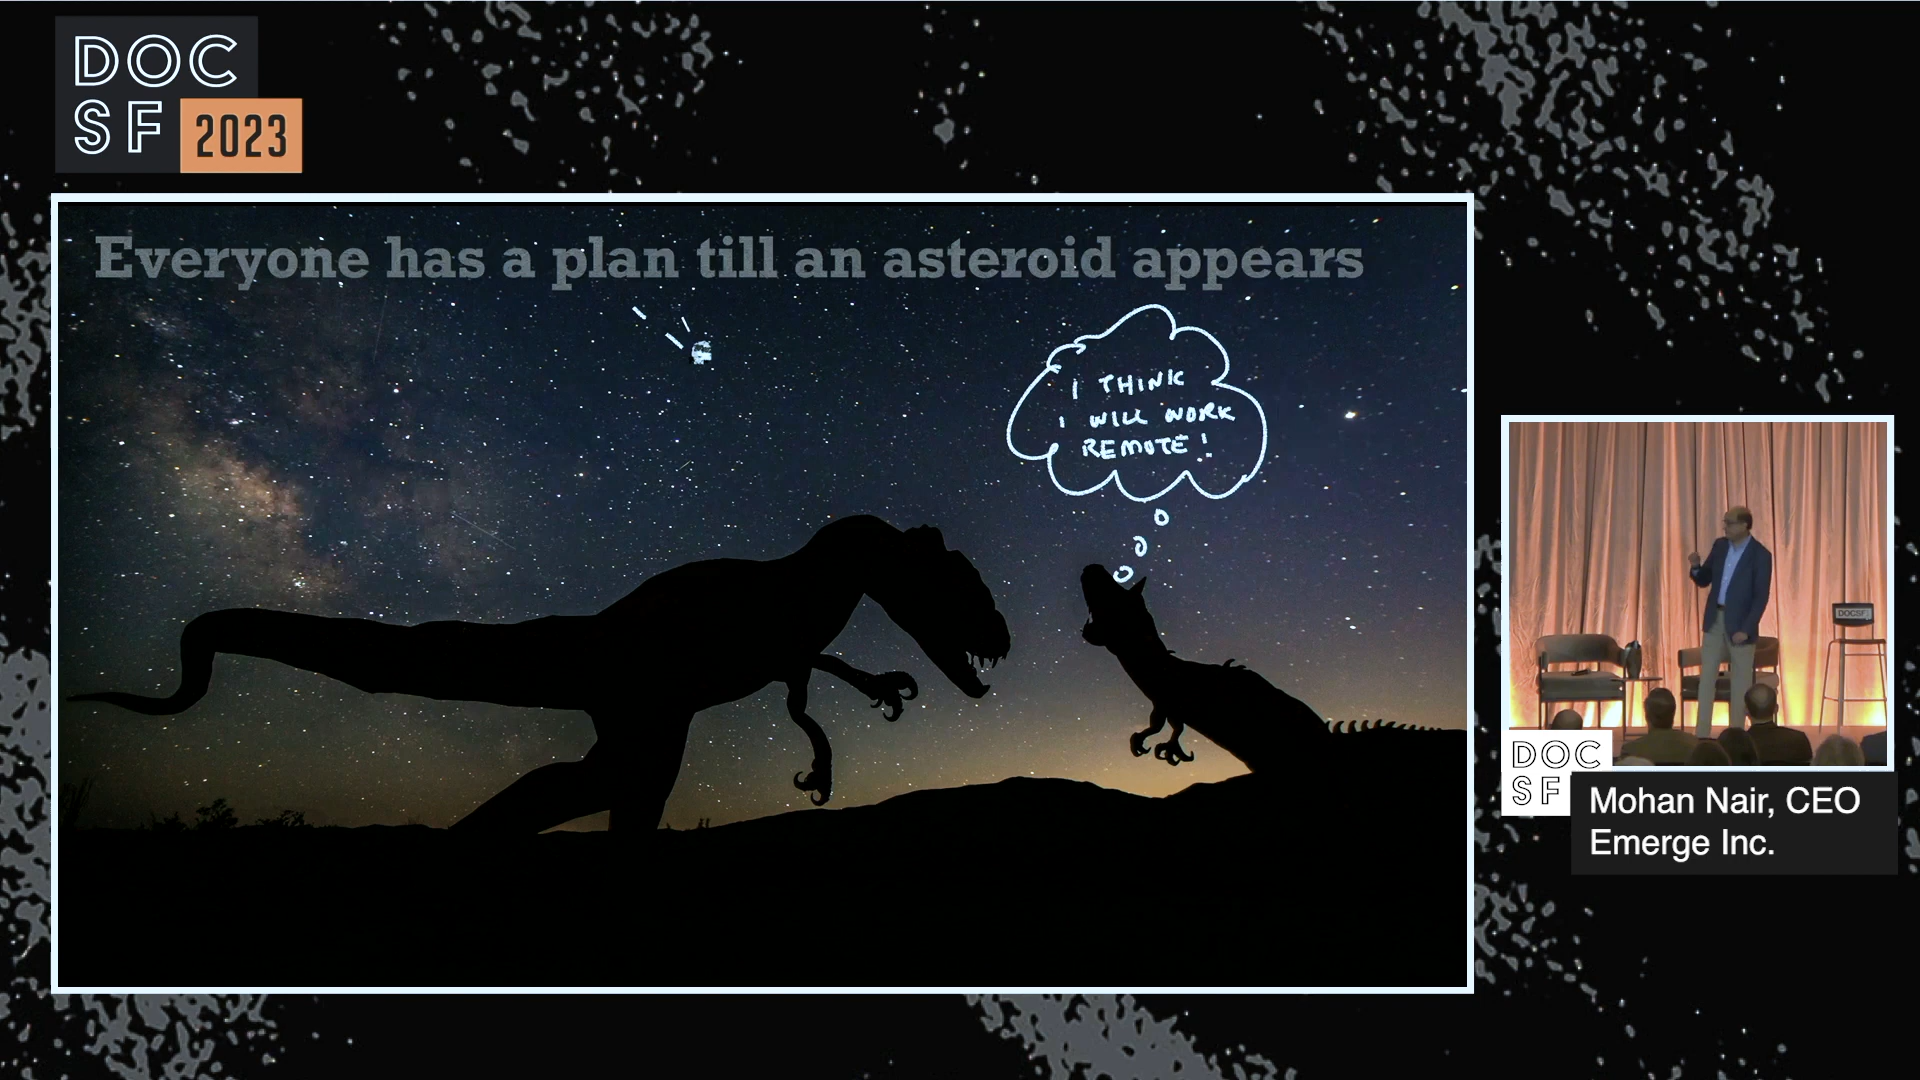 DOC
SF 2023
Everyone has a plan till an asteroid appears
I THINK
I WILL WORK
REMOTE!
DOCSF
DOC
SF
Mohan Nair, CEO
Emerge Inc.